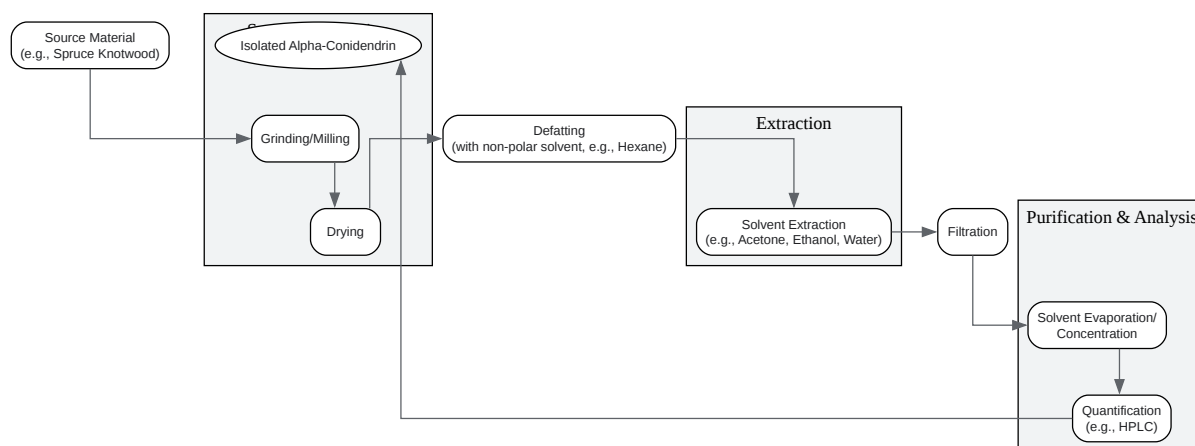 Source Material
(e.g., Spruce Knotwood)
Isolated Alpha-Conidendrin
Grinding/Milling
Drying
Defatting
(with non-polar solvent, e.g., Hexane)
Extraction
Solvent Extraction
(e.g., Acetone, Ethanol, Water)
Filtration
Purification & Analysis
Solvent Evaporation/
Concentration
Quantification
(e.g., HPLC)